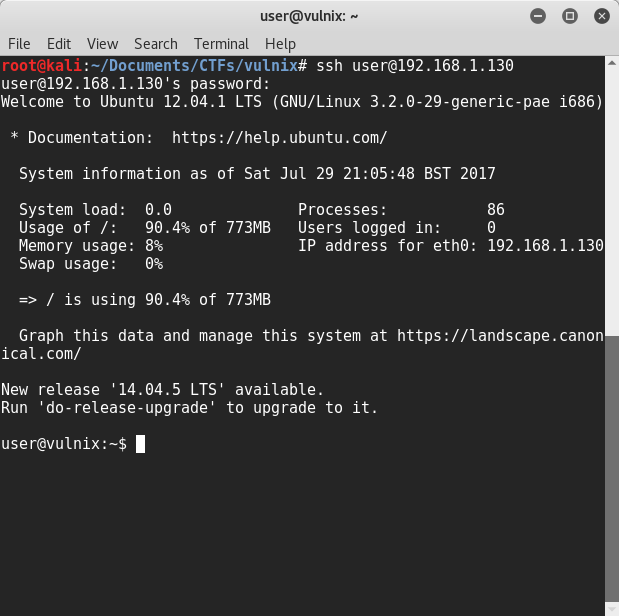 user@vulnix: ~
File Edit View Search Terminal Help
root@kali:~/Documents/CTFs/vulnix# ssh user@192.168.1.130
user@192.168.1.130's password:
Welcome to Ubuntu 12.04.1 LTS (GNU/Linux 3.2.0-29-generic-pae i686)
* Documentation:  https://help.ubuntu.com/
System information as of Sat Jul 29 21:05:48 BST 2017
System load:  0.0               Processes:           86
Usage of /:   90.4% of 773MB   Users logged in:     0
Memory usage: 8%               IP address for eth0: 192.168.1.130
Swap usage:   0%
=> / is using 90.4% of 773MB
Graph this data and manage this system at https://landscape.canon
ical.com/
New release '14.04.5 LTS' available.
Run 'do-release-upgrade' to upgrade to it.
user@vulnix:~$